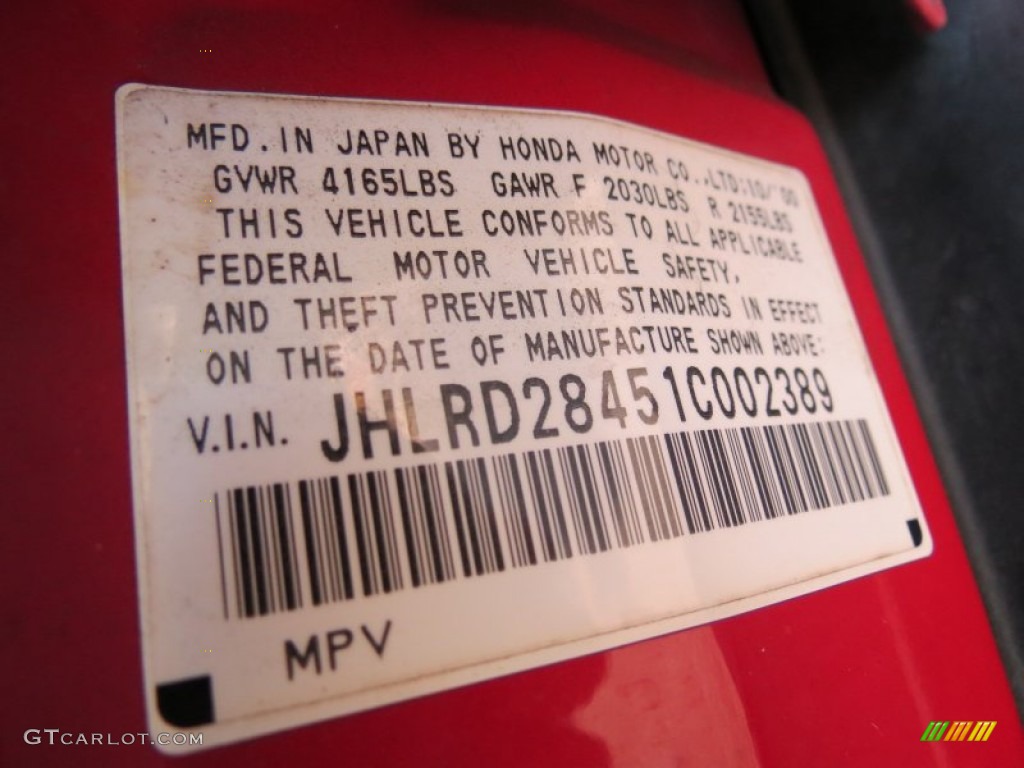 MFD. IN JAPAN BY HONDA MOTOR CO.,LTD:10/'00
GVWR 4165LBS GAWR F 2030LBS R 2155LBS
THIS VEHICLE CONFORMS TO ALL APPLICABLE
FEDERAL MOTOR VEHICLE SAFETY,
AND THEFT PREVENTION STANDARDS IN EFFECT
ON THE DATE OF MANUFACTURE SHOWN ABOVE:
V.I.N. JHLRD28451C002389
MPV
GTCARLOT.COM